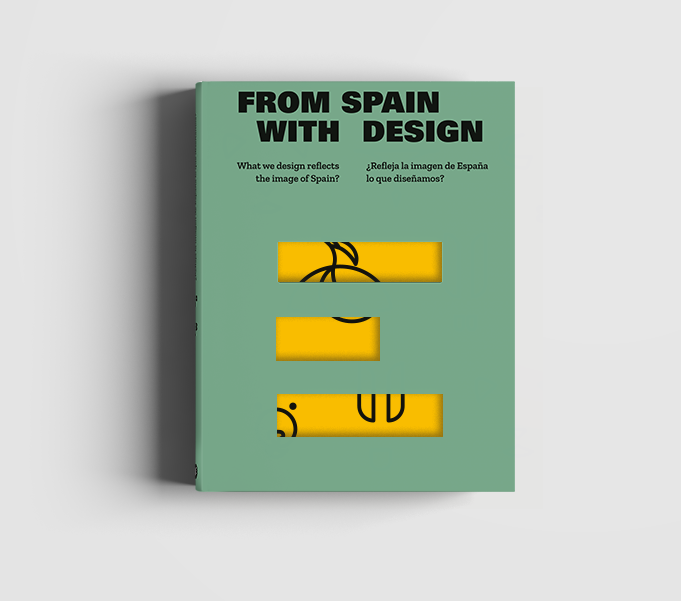 FROM SPAIN
WITH DESIGN
What we design reflects
the image of Spain?
¿Refleja la imagen de España
lo que diseñamos?